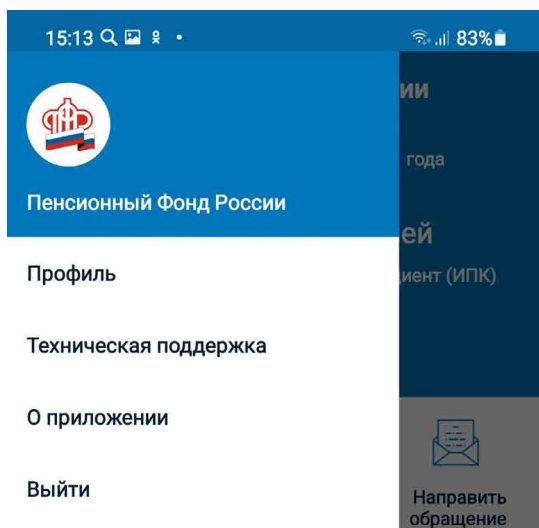 15:13
83%
ии
года
Пенсионный Фонд России
ей
Профиль
иент (ИПК)
Техническая поддержка
О приложении
Выйти
Направить
обращение